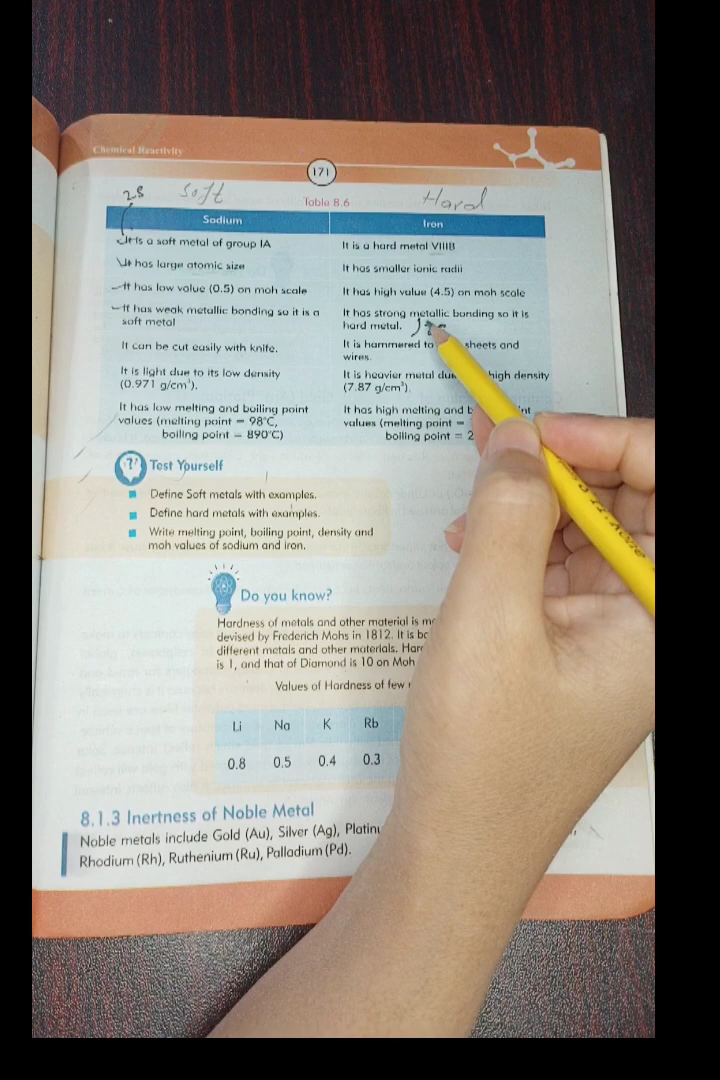 Chemical Reactivity
171
28 Soft Hard
Table 8.6
Sodium Iron
It is a soft metal of group IA It is a hard metal VIIIB
It has large atomic size It has smaller ionic radii
It has low value (0.5) on moh scale It has high value (4.5) on moh scale
It has weak metallic bonding so it is a It has strong metallic bonding so it is
soft metal hard metal.
It can be cut easily with knife. It is hammered to sheets and
wires.
It is light due to its low density It is heavier metal high density
(0.971 g/cm³). (7.87 g/cm³)
It has low melting and boiling point It has high melting and
values (melting point = 98°C, values (melting point =
boiling point = 890°C) boiling point = 2
Test Yourself
Define Soft metals with examples.
Define hard metals with examples.
Write melting point, boiling point, density and
moh values of sodium and iron.
Do you know?
Hardness of metals and other material is
devised by Frederich Mohs in 1812. It is
different metals and other materials.
is 1, and that of Diamond is 10 on Moh
Values of Hardness of few
Li Na K Rb
0.8 0.5 0.4 0.3
8.1.3 Inertness of Noble Metal
Noble metals include Gold (Au), Silver (Ag),
Rhodium (Rh), Ruthenium (Ru), Palladium (Pd).